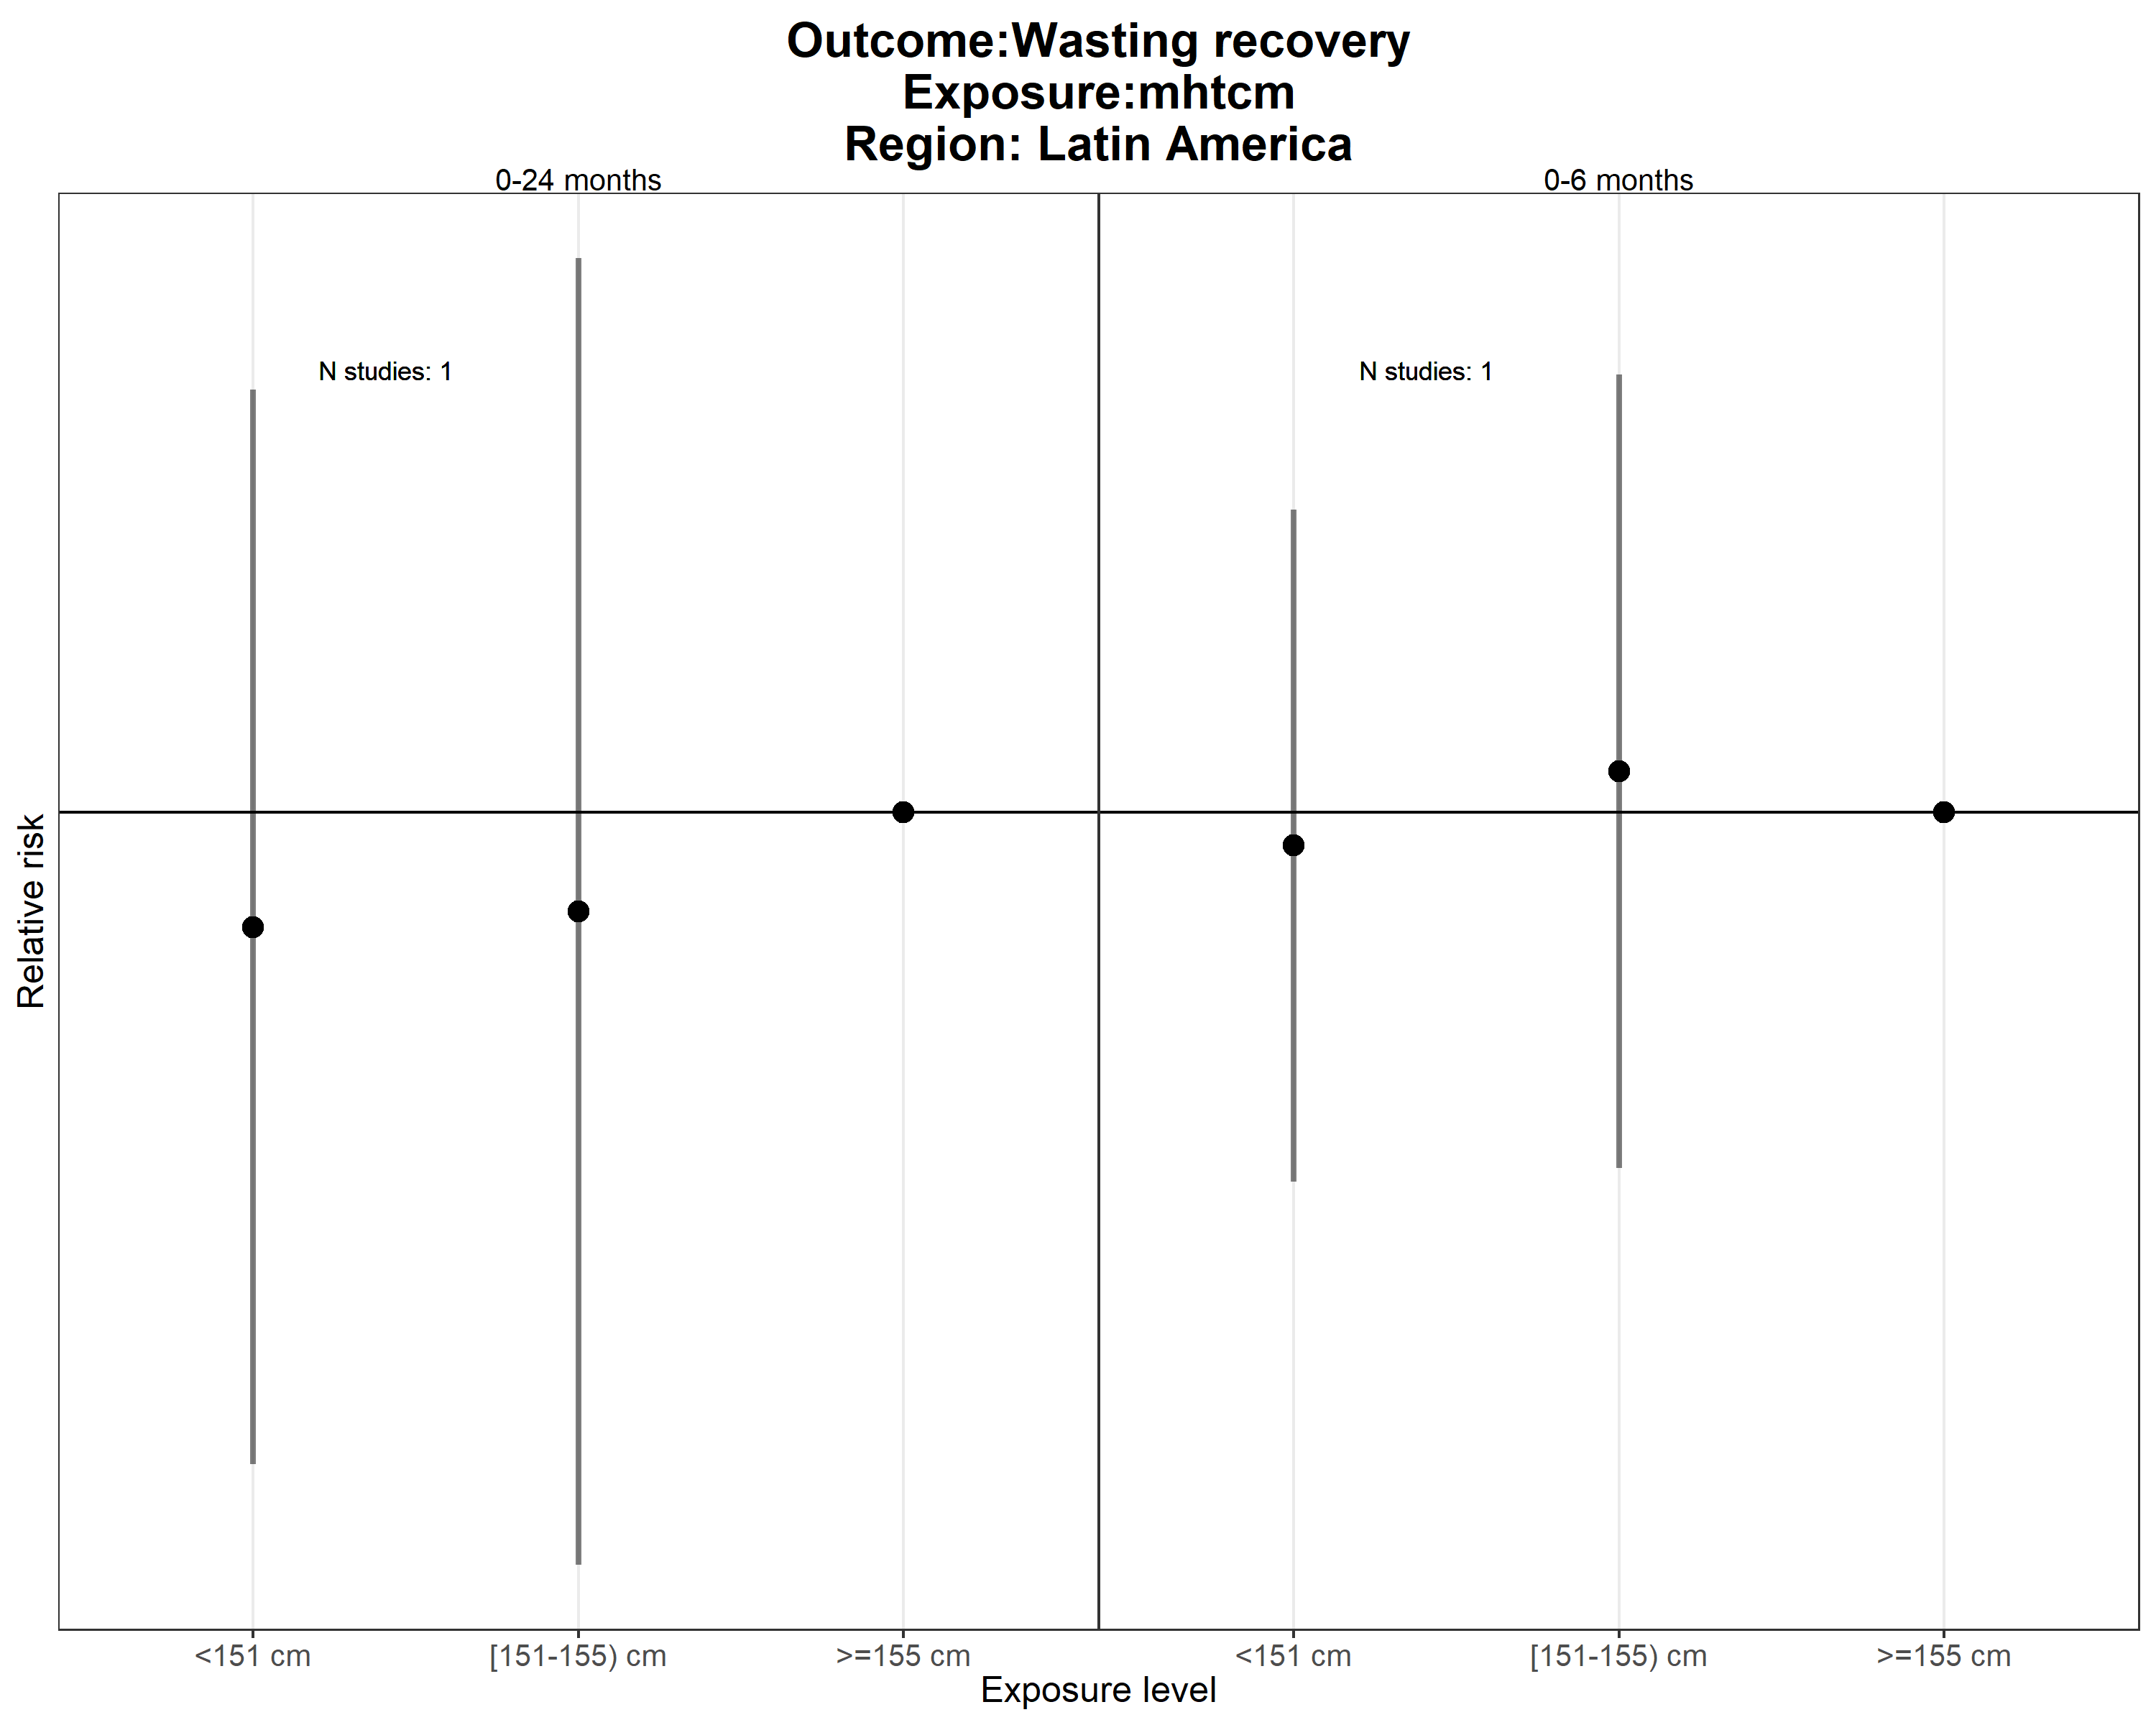 Outcome:Wasting recovery
Exposure:mhtcm
Region: Latin America
0-24 months
0-6 months
N studies: 1
N studies: 1
Relative risk
<151 cm
[151-155) cm
>=155 cm
<151 cm
[151-155) cm
>=155 cm
Exposure level